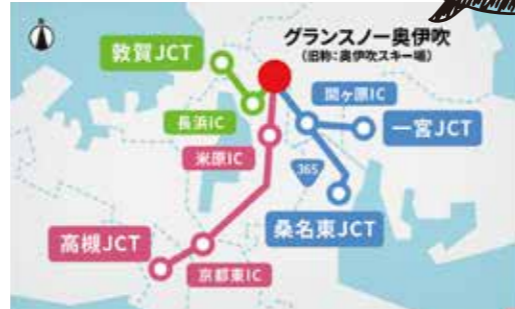 グランスノー奥伊吹
(旧称:奥伊吹スキー場)
敦賀JCT
関ヶ原IC
長浜IC
一宮JCT
米原IC
365
桑名東JCT
高槻JCT
京都東IC